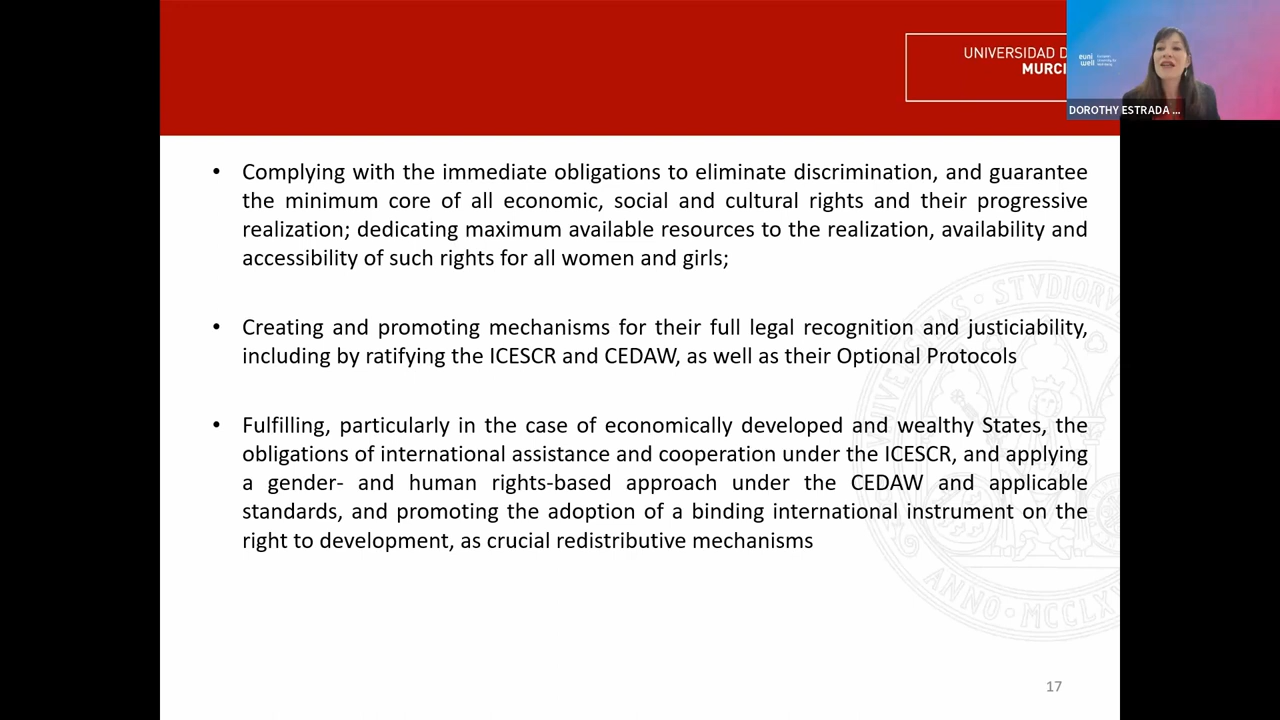 UNIVERSIDAD D
MURCI
euni
well
DOROTHY ESTRADA ...
• Complying with the immediate obligations to eliminate discrimination, and guarantee
the minimum core of all economic, social and cultural rights and their progressive
realization; dedicating maximum available resources to the realization, availability and
accessibility of such rights for all women and girls;
• Creating and promoting mechanisms for their full legal recognition and justiciability,
including by ratifying the ICESCR and CEDAW, as well as their Optional Protocols
• Fulfilling, particularly in the case of economically developed and wealthy States, the
obligations of international assistance and cooperation under the ICESCR, and applying
a gender- and human rights-based approach under the CEDAW and applicable
standards, and promoting the adoption of a binding international instrument on the
right to development, as crucial redistributive mechanisms
STVDIORV
ANNO MCCLX
17